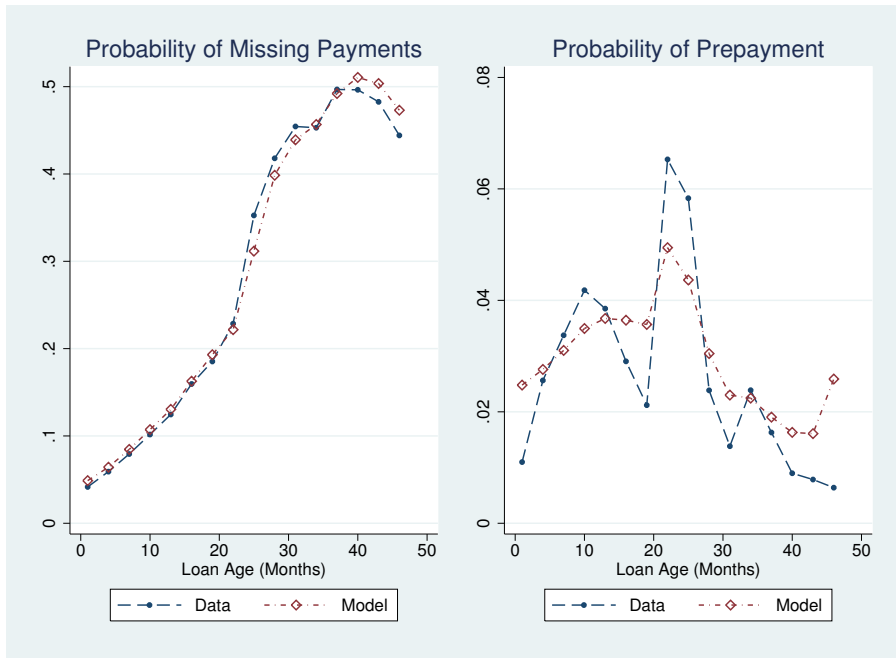 Probability of Missing Payments
.5
.4
.3
.2
.1
0
0 10 20 30 40 50
Loan Age (Months)
Data Model
Probability of Prepayment
.08
.06
.04
.02
0
0 10 20 30 40 50
Loan Age (Months)
Data Model